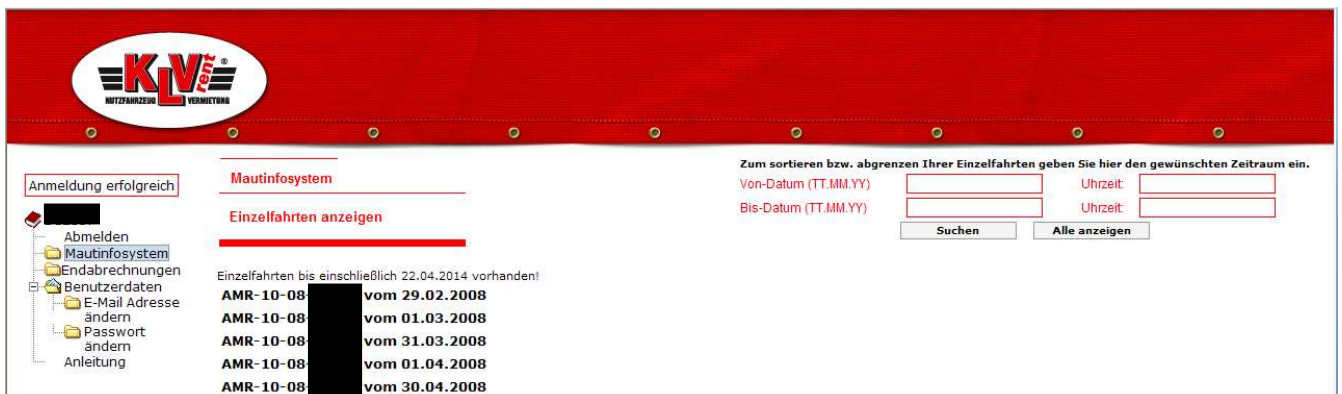 KLV rent ®
NUTZFAHRZEUG VERMIETUNG
Anmeldung erfolgreich
Abmelden
Mautinfosystem
Endabrechnungen
Benutzerdaten
E-Mail Adresse
ändern
Passwort
ändern
Anleitung
Mautinfosystem
Einzelfahrten anzeigen
Zum sortieren bzw. abgrenzen Ihrer Einzelfahrten geben Sie hier den gewünschten Zeitraum ein.
Von-Datum (TT.MM.YY) Uhrzeit:
Bis-Datum (TT.MM.YY) Uhrzeit:
Suchen Alle anzeigen
Einzelfahrten bis einschließlich 22.04.2014 vorhanden!
AMR-10-08- vom 29.02.2008
AMR-10-08- vom 01.03.2008
AMR-10-08- vom 31.03.2008
AMR-10-08- vom 01.04.2008
AMR-10-08- vom 30.04.2008